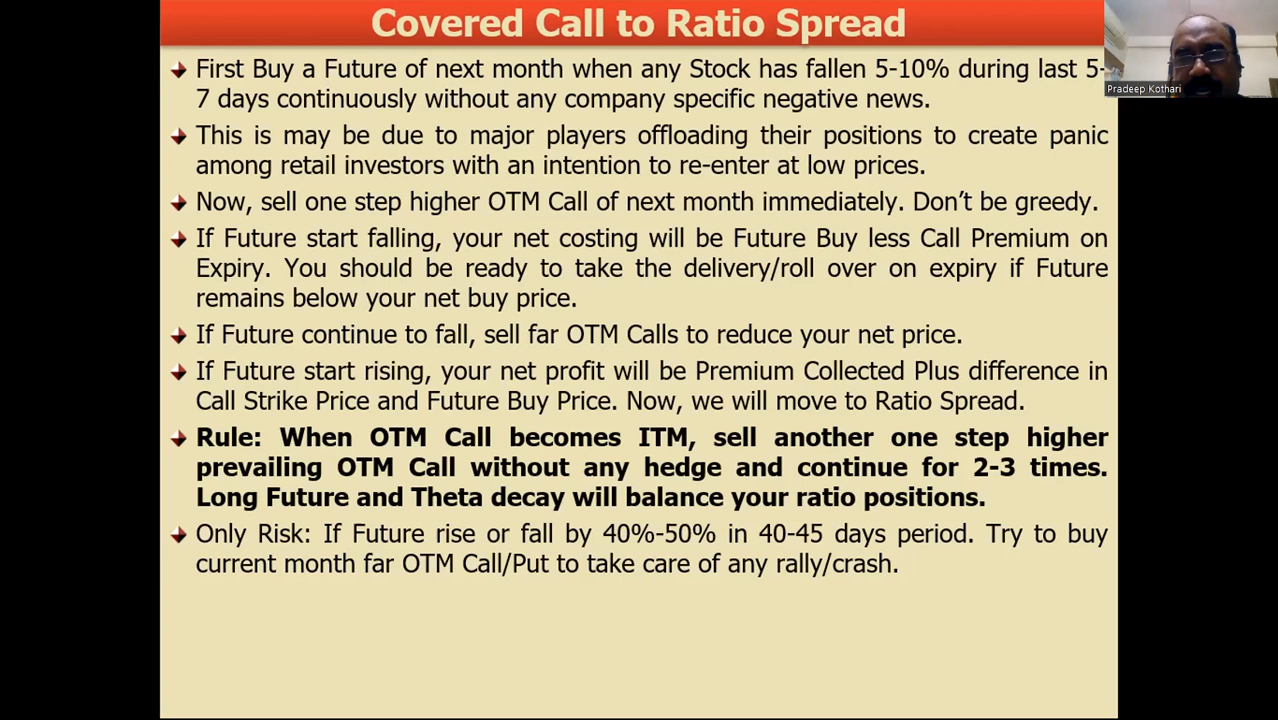 Covered Call to Ratio Spread
First Buy a Future of next month when any Stock has fallen 5-10% during last 5-
7 days continuously without any company specific negative news.
This is may be due to major players offloading their positions to create panic
among retail investors with an intention to re-enter at low prices.
Now, sell one step higher OTM Call of next month immediately. Don't be greedy.
If Future start falling, your net costing will be Future Buy less Call Premium on
Expiry. You should be ready to take the delivery/roll over on expiry if Future
remains below your net buy price.
If Future continue to fall, sell far OTM Calls to reduce your net price.
If Future start rising, your net profit will be Premium Collected Plus difference in
Call Strike Price and Future Buy Price. Now, we will move to Ratio Spread.
Rule: When OTM Call becomes ITM, sell another one step higher
prevailing OTM Call without any hedge and continue for 2-3 times.
Long Future and Theta decay will balance your ratio positions.
Only Risk: If Future rise or fall by 40%-50% in 40-45 days period. Try to buy
current month far OTM Call/Put to take care of any rally/crash.
Pradeep Kothari